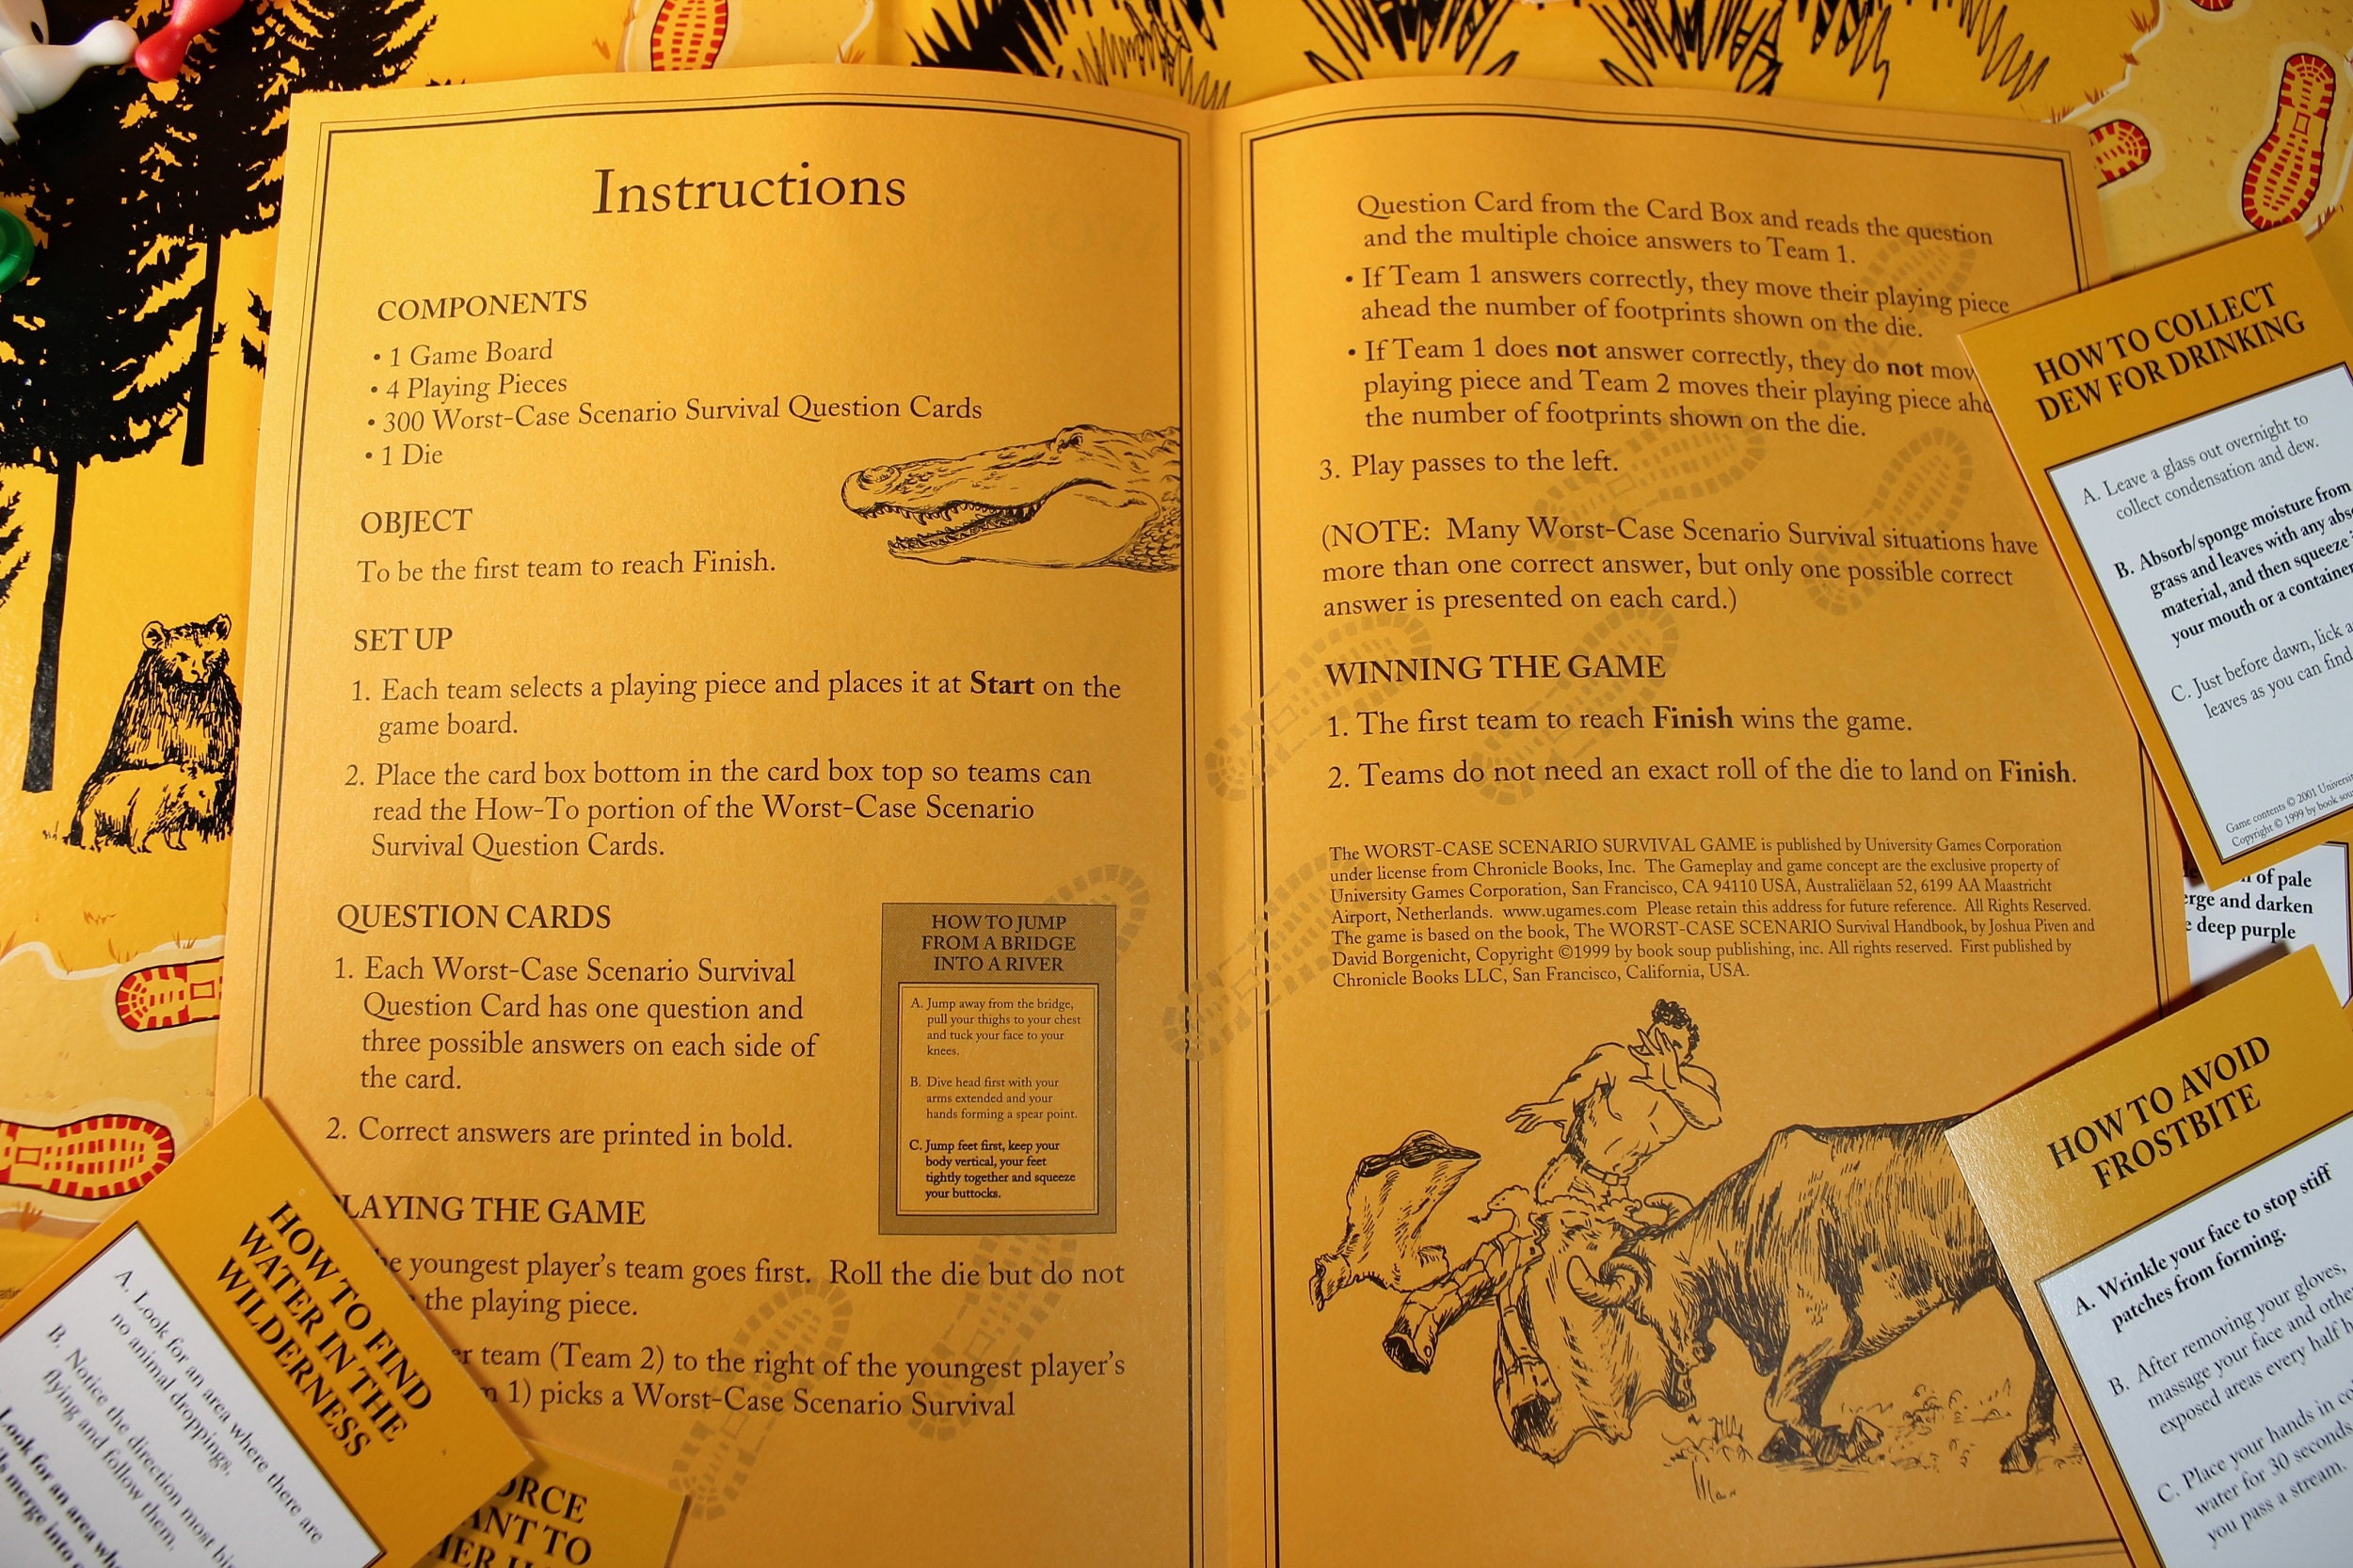 Instructions
COMPONENTS
• 1 Game Board
• 4 Playing Pieces
• 300 Worst-Case Scenario Survival Question Cards
• 1 Die
OBJECT
To be the first team to reach Finish.
SET UP
1. Each team selects a playing piece and places it at Start on the
game board.
2. Place the card box bottom in the card box top so teams can
read the How-To portion of the Worst-Case Scenario
Survival Question Cards.
QUESTION CARDS
1. Each Worst-Case Scenario Survival
Question Card has one question and
three possible answers on each side of
the card.
2. Correct answers are printed in bold.
HOW TO JUMP
FROM A BRIDGE
INTO A RIVER
A. Jump away from the bridge,
pull your thighs to your chest
and tuck your face to your
knees.
B. Dive head first with your
arms extended and your
hands forming a spear point.
C. Jump feet first, keep your
body vertical, your feet
tightly together and squeeze
your buttocks.
LAYING THE GAME
youngest player's team goes first. Roll the die but do not
the playing piece.
team (Team 2) to the right of the youngest player's
1) picks a Worst-Case Scenario Survival
Question Card from the Card Box and reads the question
and the multiple choice answers to Team 1.
• If Team 1 answers correctly, they move their playing piece
ahead the number of footprints shown on the die.
• If Team 1 does not answer correctly, they do not mov
playing piece and Team 2 moves their playing piece
the number of footprints shown on the die.
3. Play passes to the left.
(NOTE: Many Worst-Case Scenario Survival situations have
more than one correct answer, but only one possible correct
answer is presented on each card.)
WINNING THE GAME
1. The first team to reach Finish wins the game.
2. Teams do not need an exact roll of the die to land on Finish.
The WORST-CASE SCENARIO SURVIVAL GAME is published by University Games Corporation
under license from Chronicle Books, Inc. The Gameplay and game concept are the exclusive property of
University Games Corporation, San Francisco, CA 94110 USA, Australiëlaan 52, 6199 AA Maastricht
Airport, Netherlands. www.ugames.com Please retain this address for future reference. All Rights Reserved.
The game is based on the book, The WORST-CASE SCENARIO Survival Handbook, by Joshua Piven and
David Borgenicht, Copyright ©1999 by book soup publishing, inc. All rights reserved. First published by
Chronicle Books LLC, San Francisco, California, USA.
HOW TO COLLECT
DEW FOR DRINKING
A. Leave a glass out overnight to
collect condensation and dew.
B. Absorb/sponge moisture from
grass and leaves with any
material, and then squeeze
your mouth or a container
C. Just before dawn, lick
leaves as you can find
Game contents © 2001
Copyright © 1999 by book
of pale
and darken
deep purple
HOW TO AVOID
FROSTBITE
A. Wrinkle your face to stop stiff
patches from forming.
B. After removing your gloves,
massage your face and
exposed areas every half
C. Place your hands in
water for 30 seconds
you pass a stream.
HOW TO FIND
WATER IN THE
WILDERNESS
A. Look for an area where there are
no animal droppings.
B. Notice the direction most
flying and follow them.
Look for an area
merge into
ORCE
ANT TO